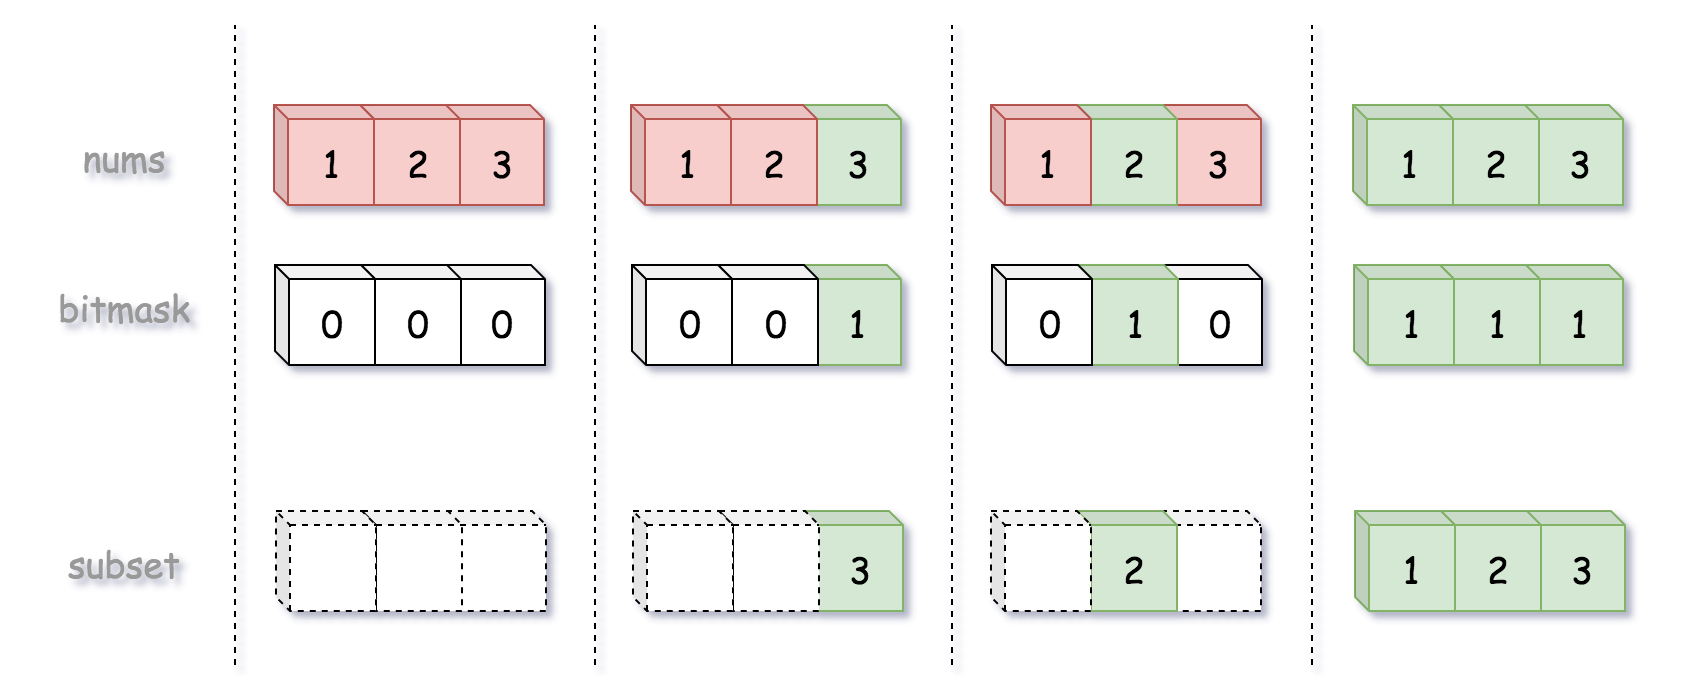 nums 1 2 3 1 2 3 1 2 3 1 2 3
bitmask 0 0 0 0 0 1 0 1 0 1 1 1
subset 3 2 1 2 3